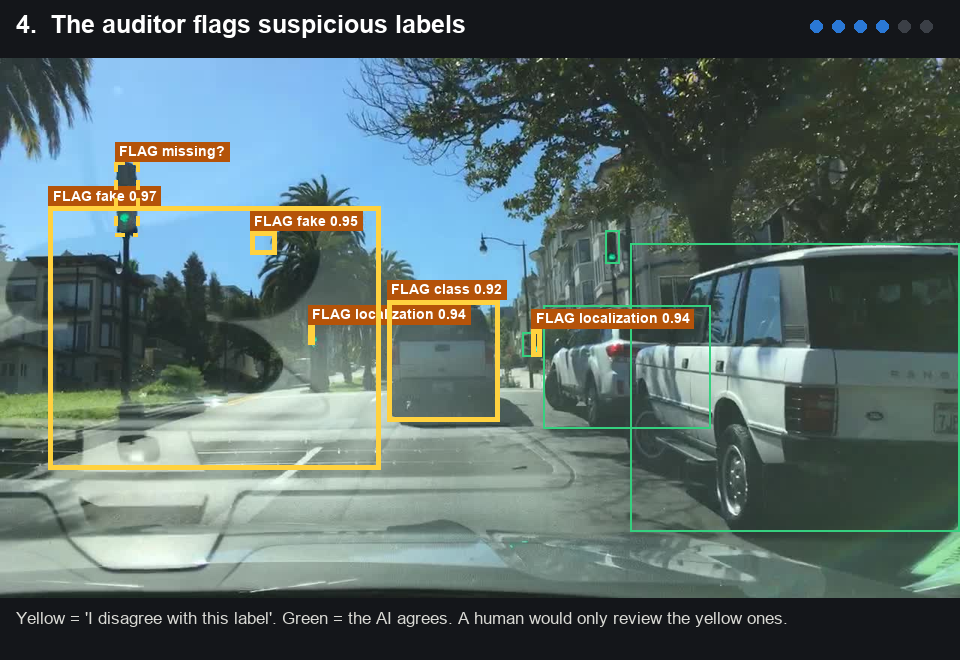 4. The auditor flags suspicious labels
FLAG missing?
FLAG fake 0.97
FLAG fake 0.95
FLAG class 0.92
FLAG localization 0.94
FLAG localization 0.94
Yellow = 'I disagree with this label'. Green = the AI agrees. A human would only review the yellow ones.